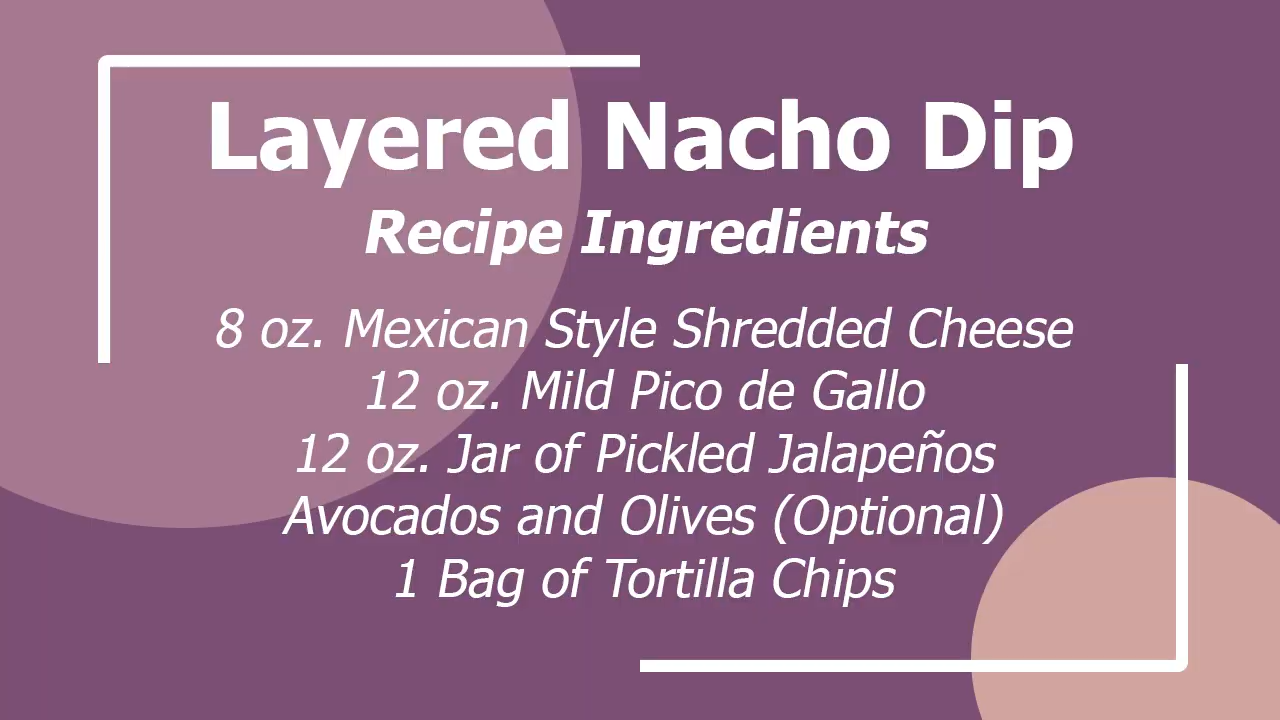 Layered Nacho Dip
Recipe Ingredients
8 oz. Mexican Style Shredded Cheese
12 oz. Mild Pico de Gallo
12 oz. Jar of Pickled Jalapeños
Avocados and Olives (Optional)
1 Bag of Tortilla Chips